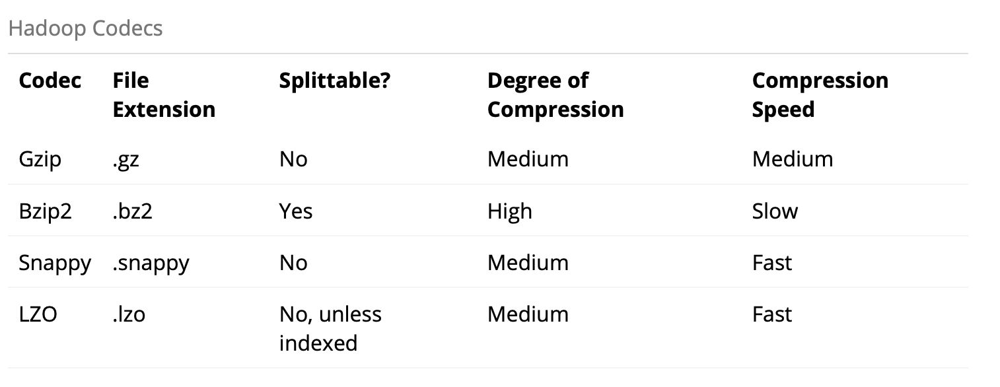 Hadoop Codecs
Codec File Splittable? Degree of Compression
Extension Compression Speed
Gzip .gz No Medium Medium
Bzip2 .bz2 Yes High Slow
Snappy .snappy No Medium Fast
LZO .lzo No, unless Medium Fast
indexed